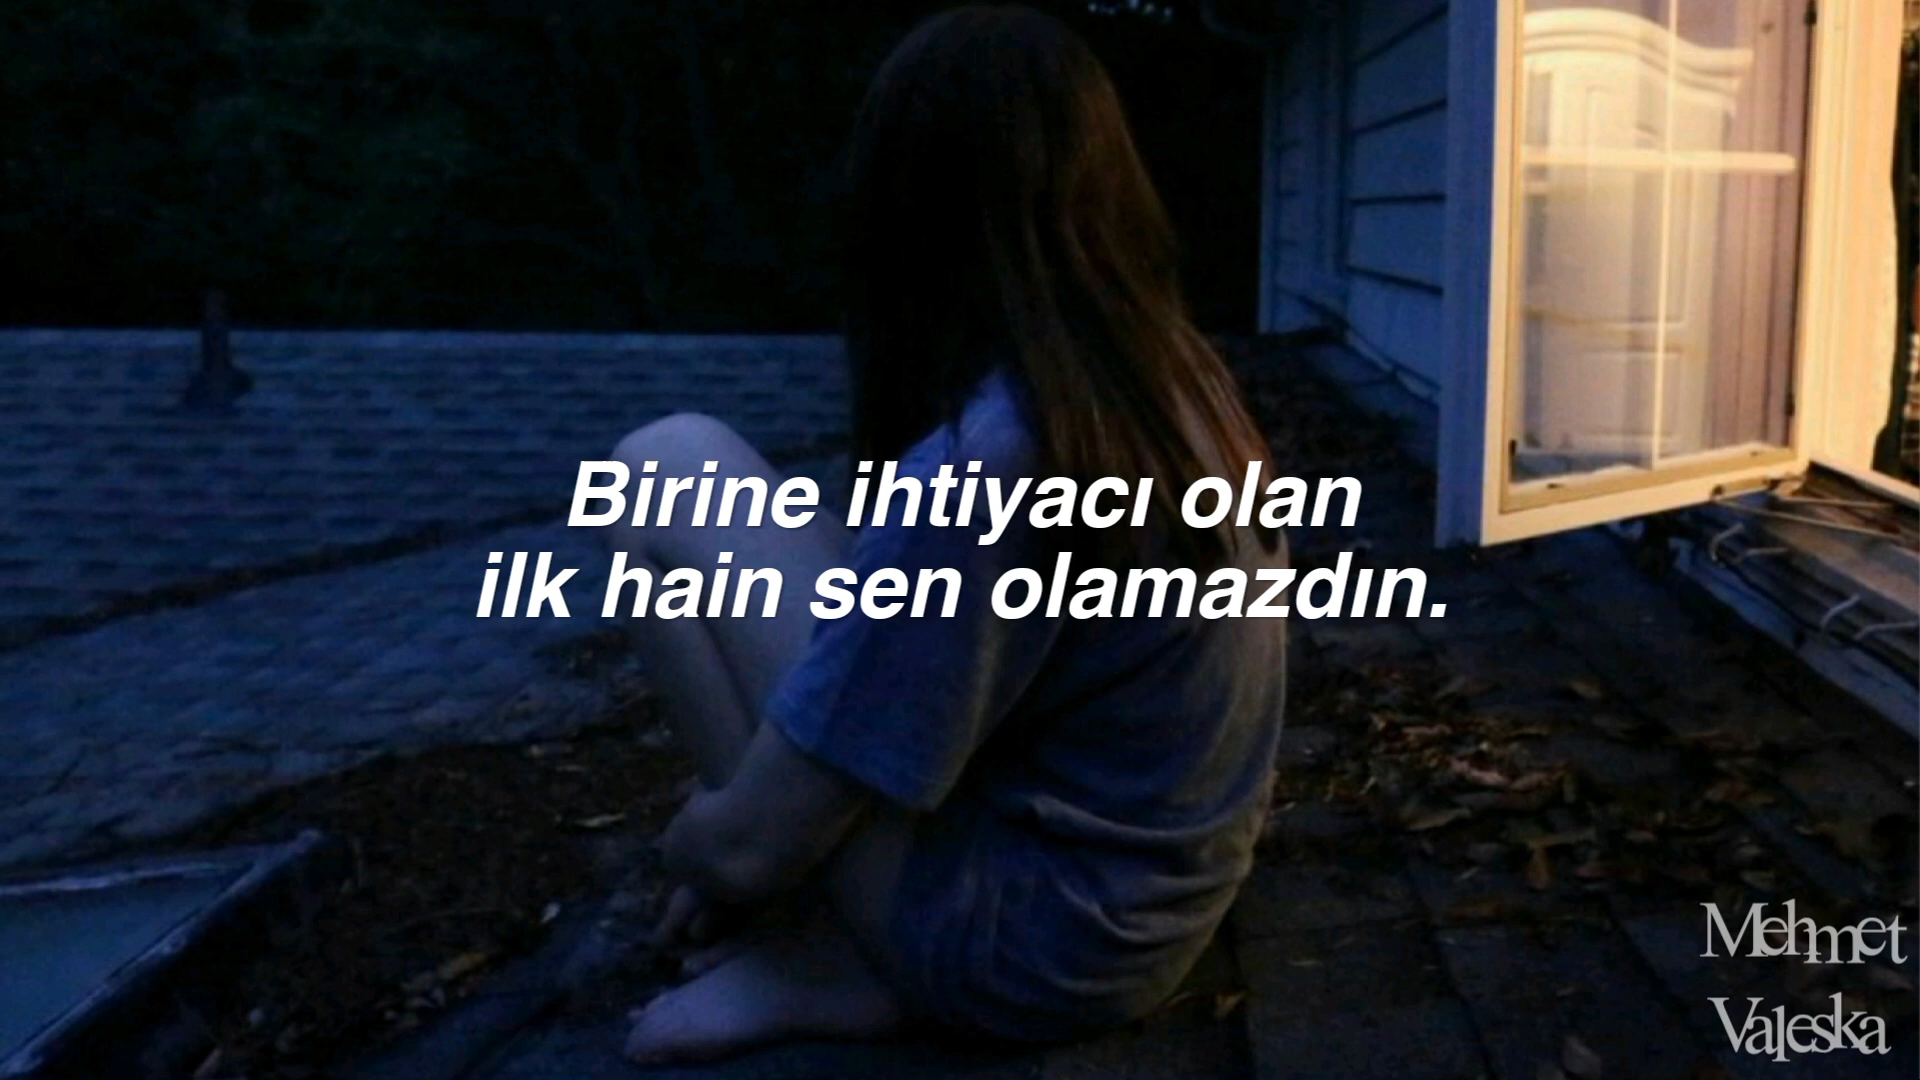 Birine ihtiyacı olan
ilk hain sen olamazdın.
Mehmet
Valeska